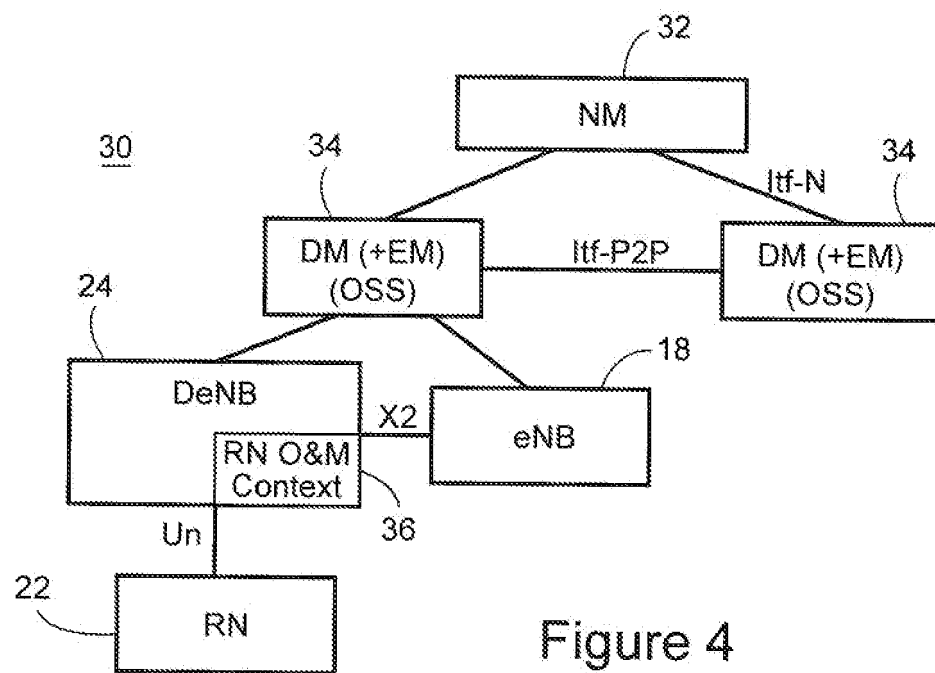 32
NM
30
34
34
Itf-N
DM (+EM)
(OSS)
Itf-P2P
DM (+EM)
(OSS)
24
18
DeNB
X2
eNB
RN O&M
Context
36
Un
22
RN
Figure 4